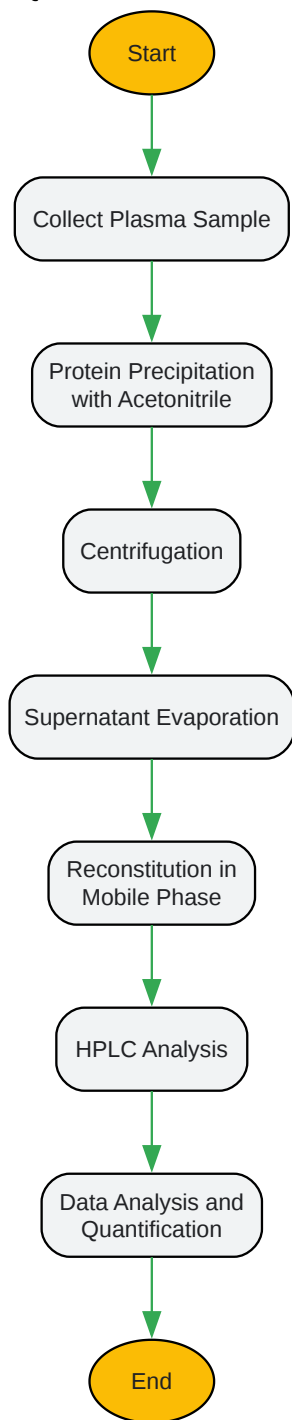 Start
Collect Plasma Sample
Protein Precipitation
with Acetonitrile
Centrifugation
Supernatant Evaporation
Reconstitution in
Mobile Phase
HPLC Analysis
Data Analysis and
Quantification
End